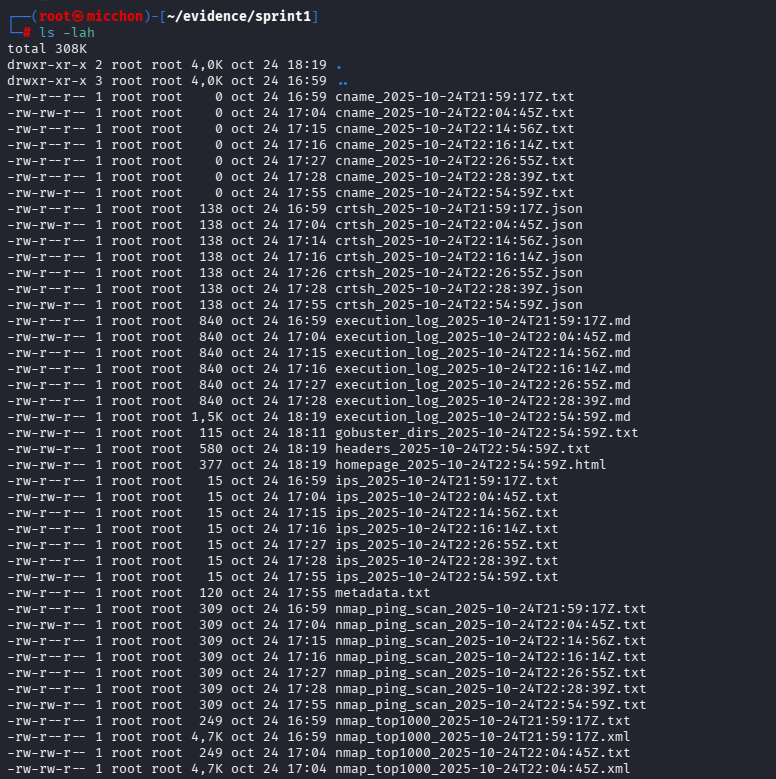 ┌──(root㉿micchon)-[~/evidence/sprint1]
└─# ls -lah
total 308K
drwxr-xr-x 2 root root 4,0K oct 24 18:19 .
drwxr-xr-x 3 root root 4,0K oct 24 16:59 ..
-rw-r--r-- 1 root root    0 oct 24 16:59 cname_2025-10-24T21:59:17Z.txt
-rw-rw-r-- 1 root root    0 oct 24 17:04 cname_2025-10-24T22:04:45Z.txt
-rw-r--r-- 1 root root    0 oct 24 17:15 cname_2025-10-24T22:14:56Z.txt
-rw-r--r-- 1 root root    0 oct 24 17:16 cname_2025-10-24T22:16:14Z.txt
-rw-r--r-- 1 root root    0 oct 24 17:27 cname_2025-10-24T22:26:55Z.txt
-rw-r--r-- 1 root root    0 oct 24 17:28 cname_2025-10-24T22:28:39Z.txt
-rw-rw-r-- 1 root root    0 oct 24 17:55 cname_2025-10-24T22:54:59Z.txt
-rw-r--r-- 1 root root  138 oct 24 16:59 crtsh_2025-10-24T21:59:17Z.json
-rw-rw-r-- 1 root root  138 oct 24 17:04 crtsh_2025-10-24T22:04:45Z.json
-rw-r--r-- 1 root root  138 oct 24 17:14 crtsh_2025-10-24T22:14:56Z.json
-rw-r--r-- 1 root root  138 oct 24 17:16 crtsh_2025-10-24T22:16:14Z.json
-rw-r--r-- 1 root root  138 oct 24 17:26 crtsh_2025-10-24T22:26:55Z.json
-rw-r--r-- 1 root root  138 oct 24 17:28 crtsh_2025-10-24T22:28:39Z.json
-rw-rw-r-- 1 root root  138 oct 24 17:55 crtsh_2025-10-24T22:54:59Z.json
-rw-r--r-- 1 root root  840 oct 24 16:59 execution_log_2025-10-24T21:59:17Z.md
-rw-rw-r-- 1 root root  840 oct 24 17:04 execution_log_2025-10-24T22:04:45Z.md
-rw-r--r-- 1 root root  840 oct 24 17:15 execution_log_2025-10-24T22:14:56Z.md
-rw-r--r-- 1 root root  840 oct 24 17:16 execution_log_2025-10-24T22:16:14Z.md
-rw-r--r-- 1 root root  840 oct 24 17:27 execution_log_2025-10-24T22:26:55Z.md
-rw-r--r-- 1 root root  840 oct 24 17:28 execution_log_2025-10-24T22:28:39Z.md
-rw-rw-r-- 1 root root 1,5K oct 24 18:19 execution_log_2025-10-24T22:54:59Z.md
-rw-rw-r-- 1 root root  115 oct 24 18:11 gobuster_dirs_2025-10-24T22:54:59Z.txt
-rw-rw-r-- 1 root root  580 oct 24 18:19 headers_2025-10-24T22:54:59Z.txt
-rw-rw-r-- 1 root root  377 oct 24 18:19 homepage_2025-10-24T22:54:59Z.html
-rw-r--r-- 1 root root   15 oct 24 16:59 ips_2025-10-24T21:59:17Z.txt
-rw-rw-r-- 1 root root   15 oct 24 17:04 ips_2025-10-24T22:04:45Z.txt
-rw-r--r-- 1 root root   15 oct 24 17:15 ips_2025-10-24T22:14:56Z.txt
-rw-r--r-- 1 root root   15 oct 24 17:16 ips_2025-10-24T22:16:14Z.txt
-rw-r--r-- 1 root root   15 oct 24 17:27 ips_2025-10-24T22:26:55Z.txt
-rw-r--r-- 1 root root   15 oct 24 17:28 ips_2025-10-24T22:28:39Z.txt
-rw-rw-r-- 1 root root   15 oct 24 17:55 ips_2025-10-24T22:54:59Z.txt
-rw-r--r-- 1 root root  120 oct 24 17:55 metadata.txt
-rw-r--r-- 1 root root  309 oct 24 16:59 nmap_ping_scan_2025-10-24T21:59:17Z.txt
-rw-rw-r-- 1 root root  309 oct 24 17:04 nmap_ping_scan_2025-10-24T22:04:45Z.txt
-rw-r--r-- 1 root root  309 oct 24 17:15 nmap_ping_scan_2025-10-24T22:14:56Z.txt
-rw-r--r-- 1 root root  309 oct 24 17:16 nmap_ping_scan_2025-10-24T22:16:14Z.txt
-rw-r--r-- 1 root root  309 oct 24 17:27 nmap_ping_scan_2025-10-24T22:26:55Z.txt
-rw-r--r-- 1 root root  309 oct 24 17:28 nmap_ping_scan_2025-10-24T22:28:39Z.txt
-rw-rw-r-- 1 root root  309 oct 24 17:55 nmap_ping_scan_2025-10-24T22:54:59Z.txt
-rw-r--r-- 1 root root  249 oct 24 16:59 nmap_top1000_2025-10-24T21:59:17Z.txt
-rw-r--r-- 1 root root 4,7K oct 24 16:59 nmap_top1000_2025-10-24T21:59:17Z.xml
-rw-rw-r-- 1 root root  249 oct 24 17:04 nmap_top1000_2025-10-24T22:04:45Z.txt
-rw-rw-r-- 1 root root 4,7K oct 24 17:04 nmap_top1000_2025-10-24T22:04:45Z.xml